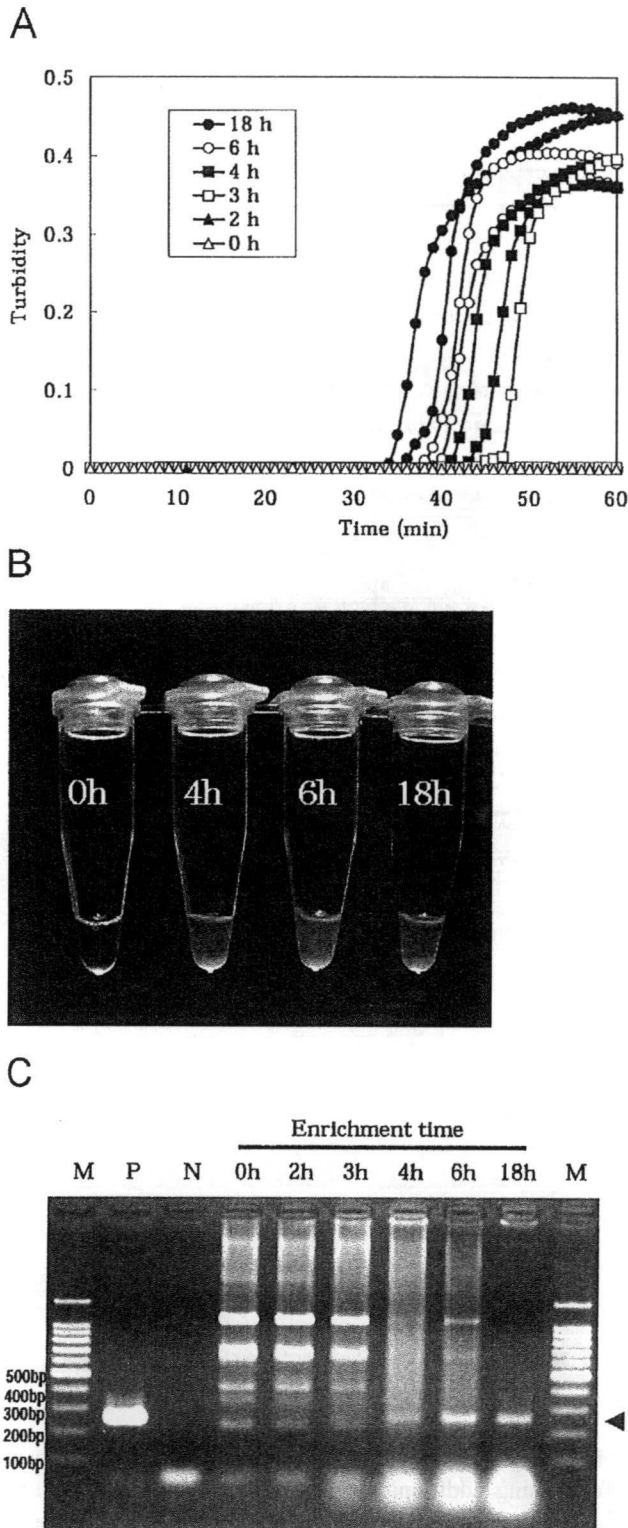 A
0.5
0.4
0.3
0.2
0.1
0
Turbidity
18 h
6 h
4 h
3 h
2 h
0 h
0 10 20 30 40 50 60
Time (min)
B
0h 4h 6h 18h
C
Enrichment time
M P N 0h 2h 3h 4h 6h 18h M
500bp
400bp
300bp
200bp
100bp